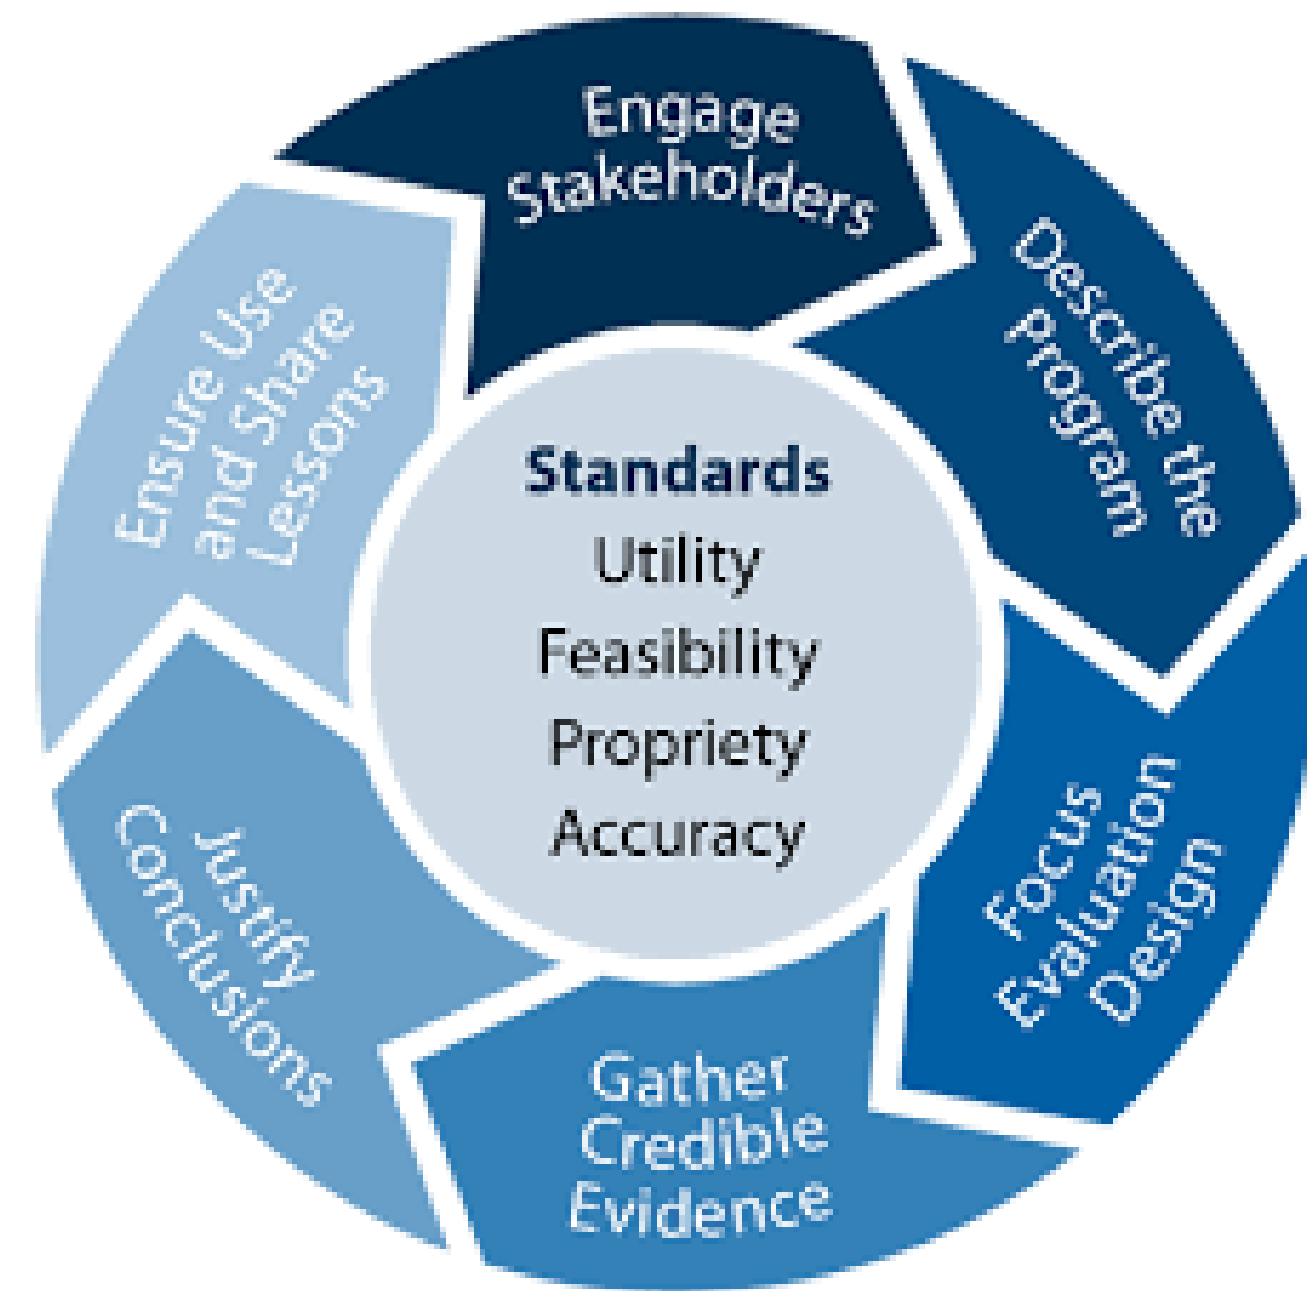 Engage
Stakeholders
Describe the
Program
Focus
Evaluation
Design
Gather
Credible
Evidence
Justify
Conclusions
Ensure Use
and Share
Lessons
Standards
Utility
Feasibility
Propriety
Accuracy